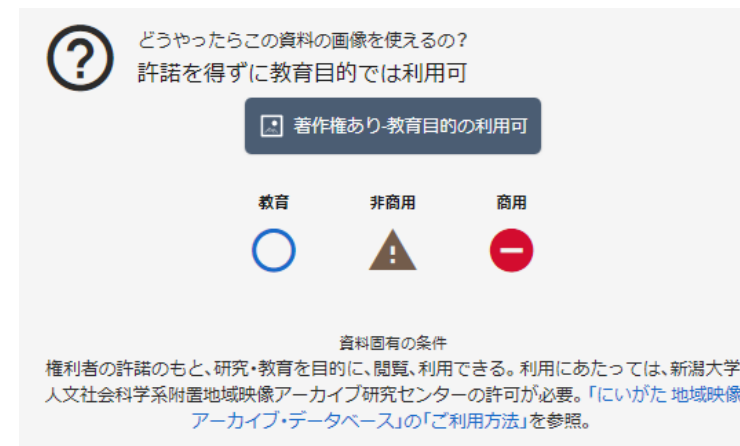 どうやったらこの資料の画像を使えるの?
許諾を得ずに教育目的では利用可
著作権あり-教育目的の利用可
教育 非商用 商用
資料固有の条件
権利者の許諾のもと、研究・教育を目的に、閲覧、利用できる。利用にあたっては、新潟大学
人文社会科学系附置地域映像アーカイブ研究センターの許可が必要。「にいがた 地域映像
アーカイブ・データベース」の「ご利用方法」を参照。